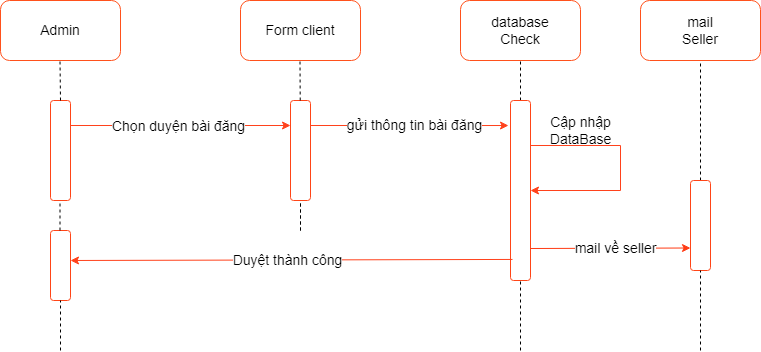 Admin
Form client
database
Check
mail
Seller
Chọn duyện bài đăng
gửi thông tin bài đăng
Cập nhập
DataBase
mail về seller
Duyệt thành công